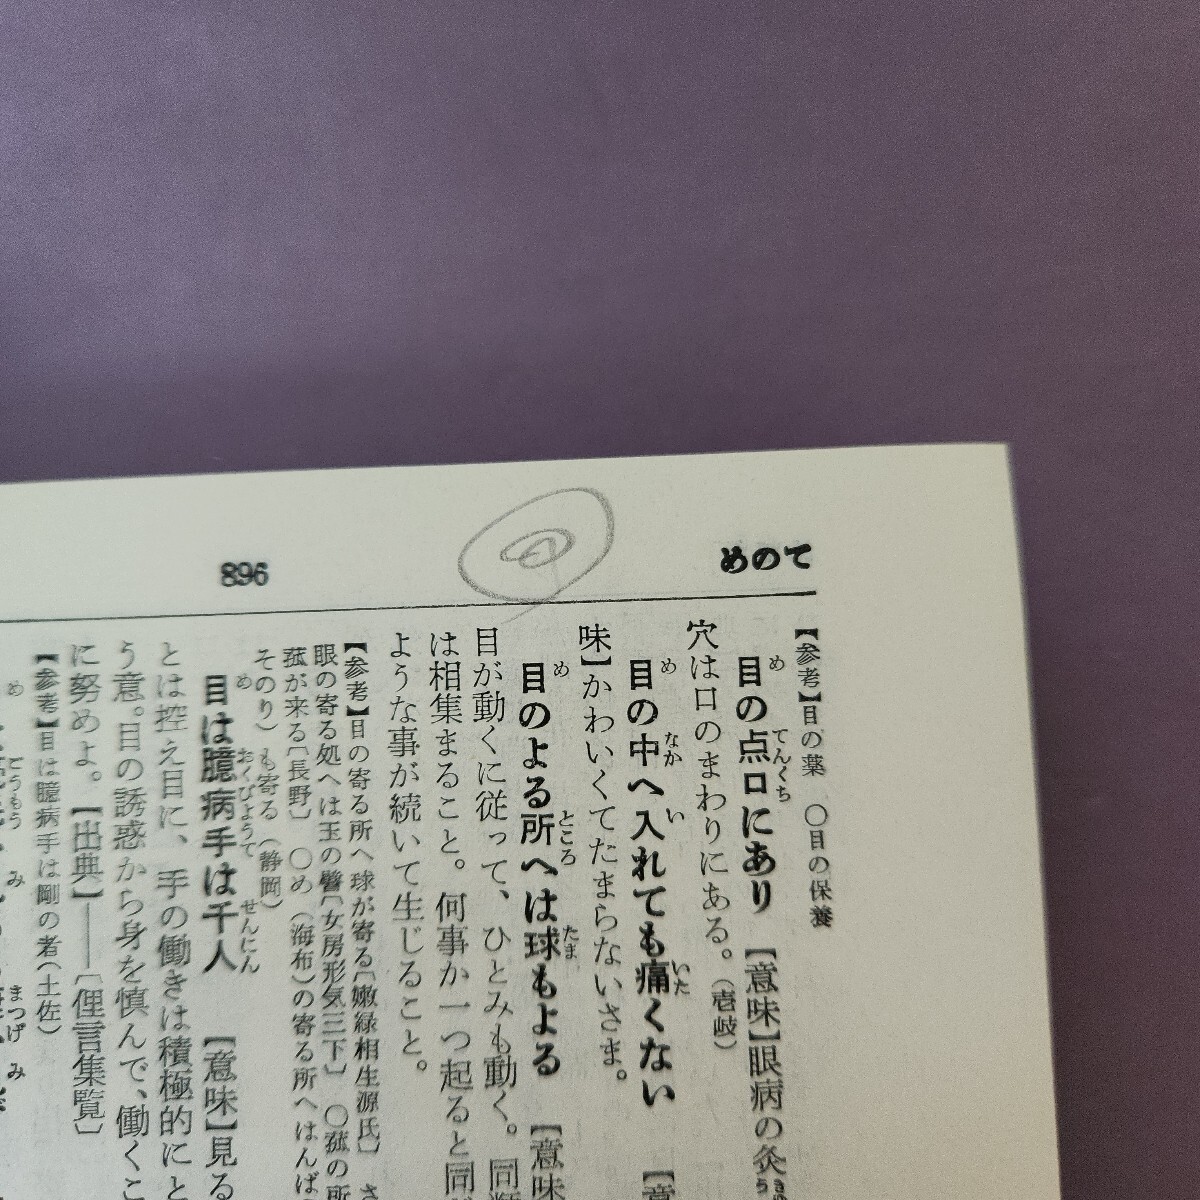 めのて
896
【参考】目の薬　〇目の保養
目の点口にあり　【意味】眼病の灸
穴は口のまわりにある。（壱岐）
目の中へ入れても痛くない
味】かわいくてたまらないさま。
目のよる所へは球もよる　【意味
目が動くに従って、ひとみも動く。同類
は相集まること。何事か一つ起ると同じ
ような事が続いて生じること。
【参考】目の寄る所へ球が寄る〔嫩緑相生源氏〕
眼の寄る処へは玉の譬〔女房形気三下〕　〇菰の所
菰が来る〔長野〕　〇め（海布）の寄る所へはんば
そのり）も寄る（静岡）
目は臆病手は千人　【意味】見る
とは控え目に、手の働きは積極的にと
う意。目の誘惑から身を慎んで、働くこ
に努めよ。【出典】――〔俚言集覧〕
【参考】目は臆病手は剛の者（土佐）